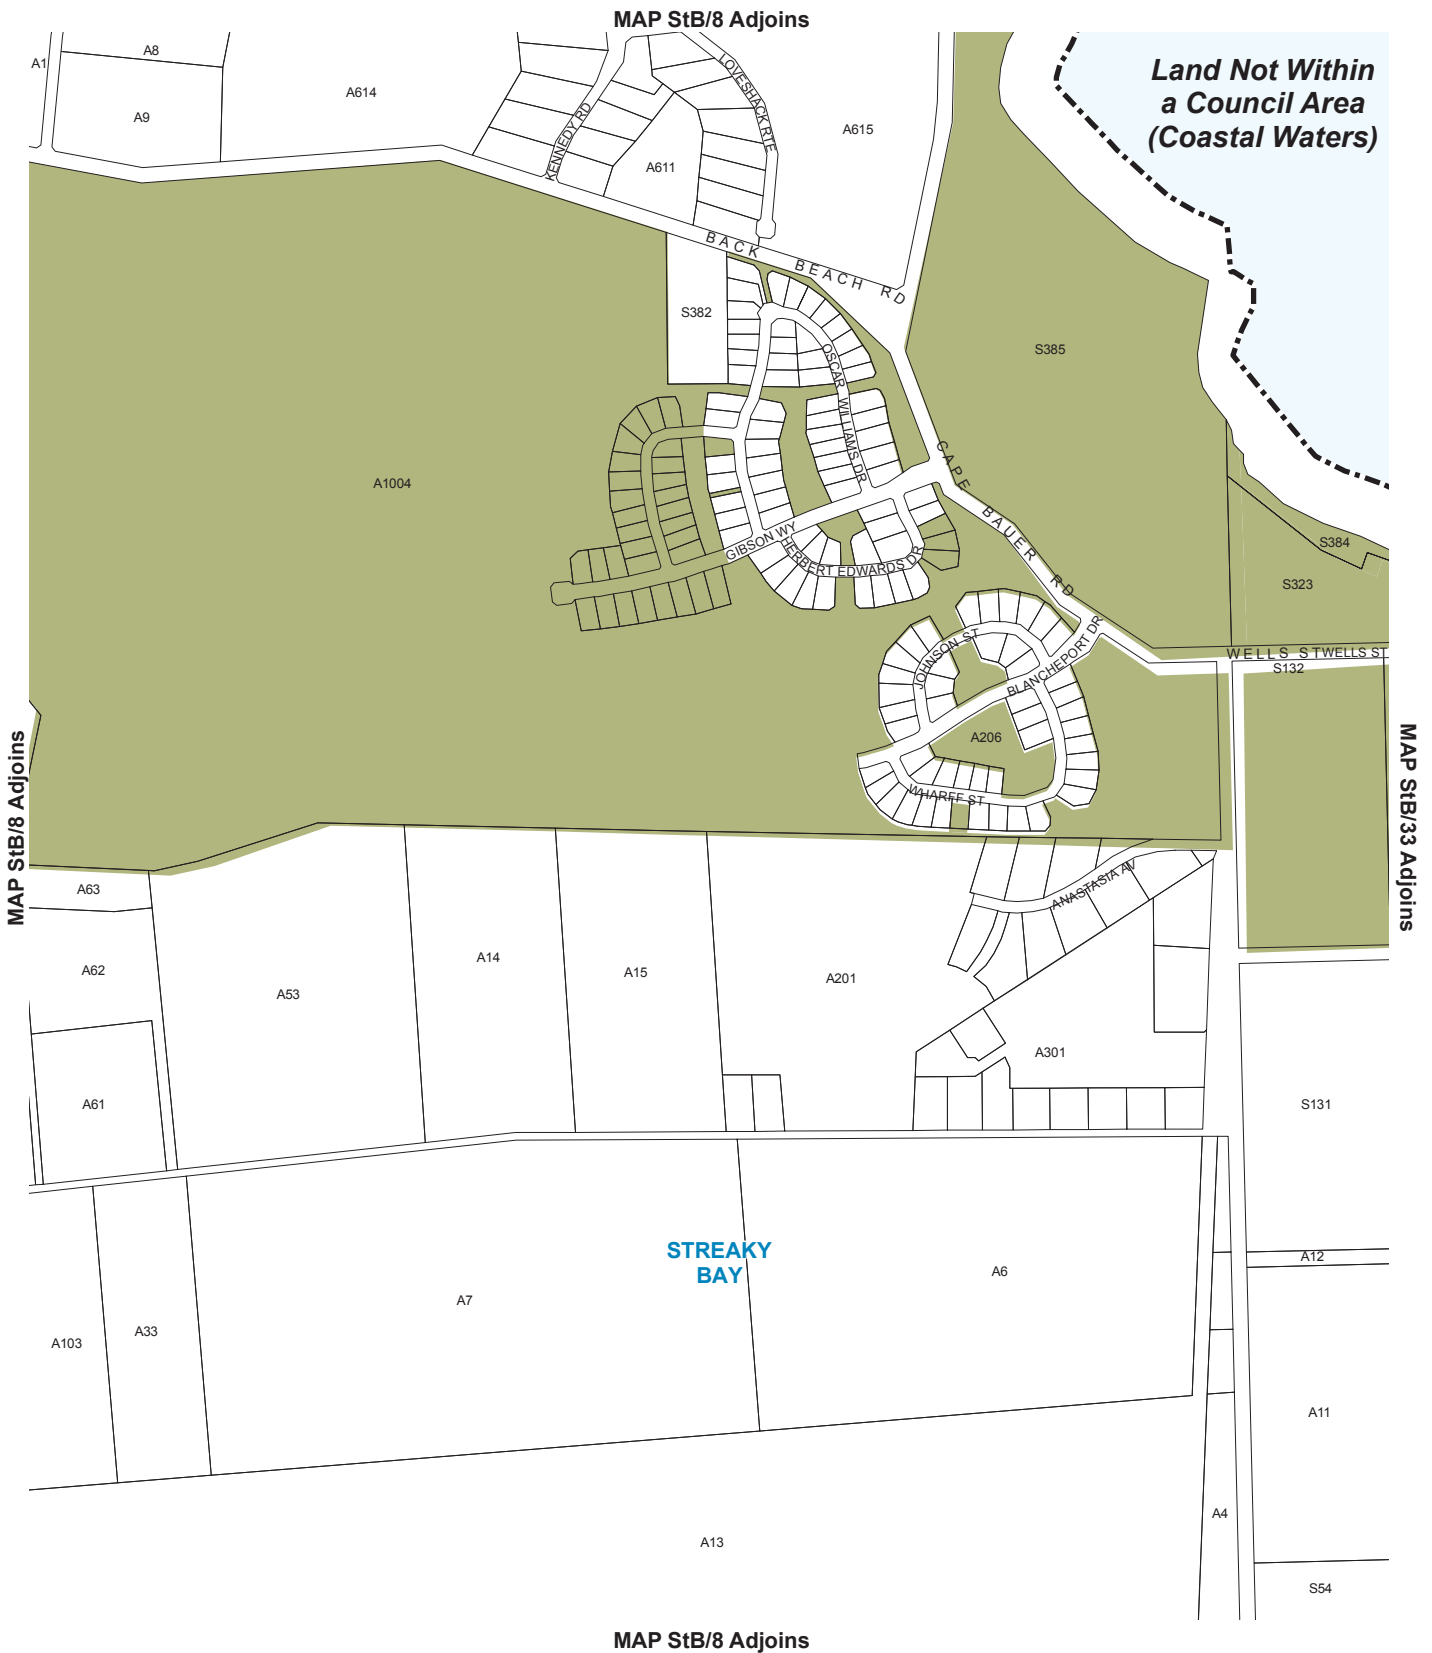 MAP StB/8 Adjoins
A1
A8
A9
A614
KENNEDY RD
LOVESHACK RTE
A611
A615
Land Not Within
a Council Area
(Coastal Waters)
BACK BEACH RD
S382
OSCAR WILLIAMS DR
S385
A1004
CAPE BAUER RD
GIBSON WY
HERBERT EDWARDS DR
S384
S323
JOHNSON ST
BLANCHEPORT DR
WELLS ST
WELLS ST
S132
A206
WHARFF ST
MAP StB/8 Adjoins
MAP StB/33 Adjoins
A63
ANASTASIA AV
A62
A53
A14
A15
A201
A301
A61
S131
STREAKY
BAY
A12
A6
A7
A33
A103
A11
A4
A13
S54
MAP StB/8 Adjoins